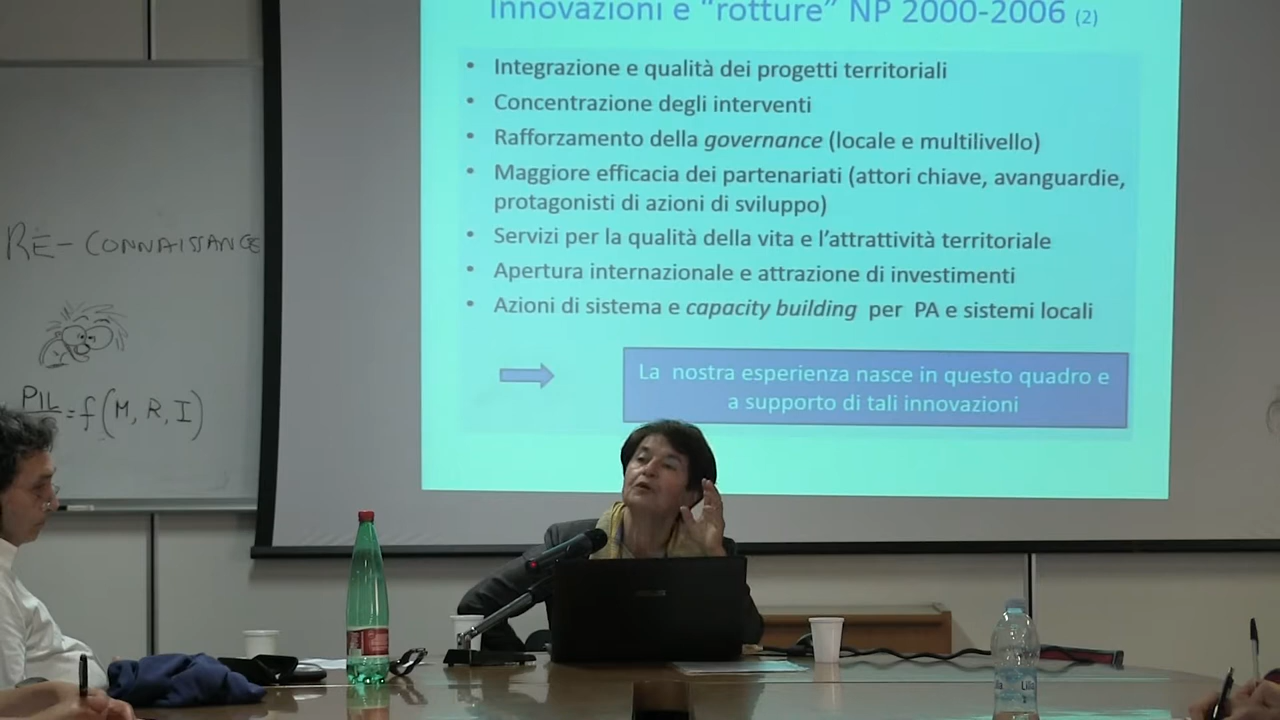 Innovazioni e “rotture” NP 2000-2006 (2)
• Integrazione e qualità dei progetti territoriali
• Concentrazione degli interventi
• Rafforzamento della governance (locale e multilivello)
• Maggiore efficacia dei partenariati (attori chiave, avanguardie,
protagonisti di azioni di sviluppo)
• Servizi per la qualità della vita e l’attrattività territoriale
• Apertura internazionale e attrazione di investimenti
• Azioni di sistema e capacity building per PA e sistemi locali
La nostra esperienza nasce in questo quadro e
a supporto di tali innovazioni
RE-CONNAISSANCE
PIL
=f(M, R, I)
Lilia